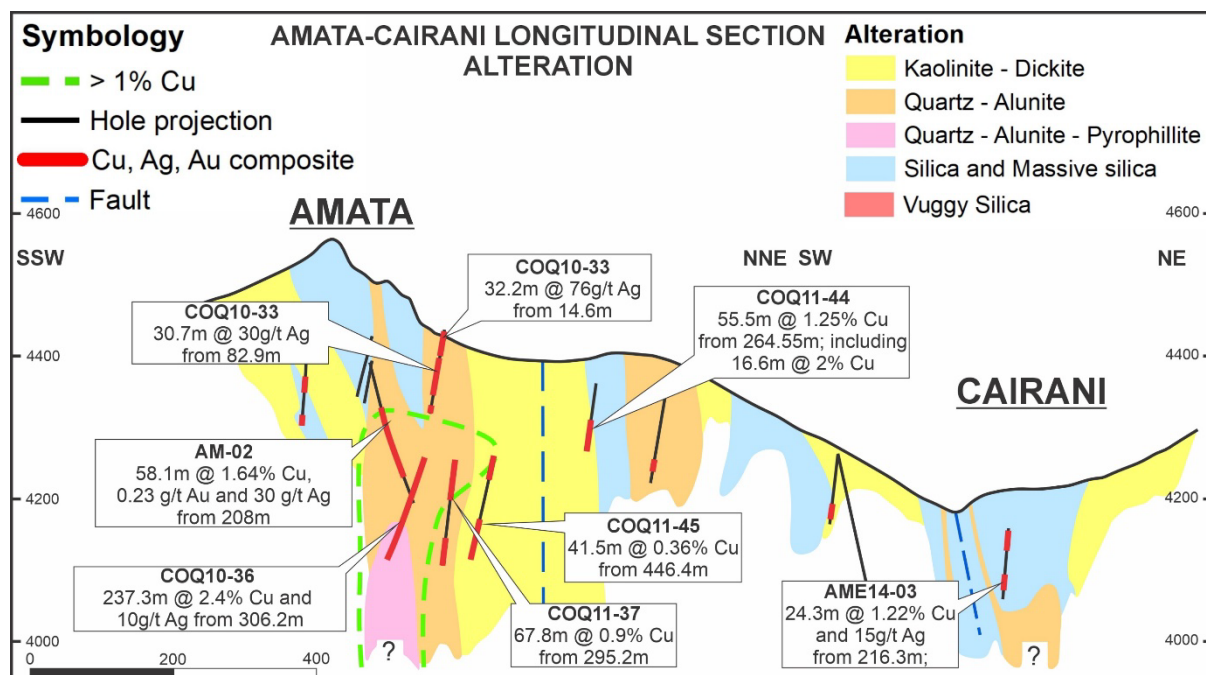 Symbology
> 1% Cu
Hole projection
Cu, Ag, Au composite
Fault
AMATA-CAIRANI LONGITUDINAL SECTION
ALTERATION
Alteration
Kaolinite - Dickite
Quartz - Alunite
Quartz - Alunite - Pyrophillite
Silica and Massive silica
Vuggy Silica
4600
AMATA
4600
SSW
NNE SW
NE
COQ10-33
32.2m @ 76g/t Ag
from 14.6m
COQ10-33
30.7m @ 30g/t Ag
from 82.9m
COQ11-44
55.5m @ 1.25% Cu
from 264.55m; including
16.6m @ 2% Cu
4400
4400
CAIRANI
AM-02
58.1m @ 1.64% Cu,
0.23 g/t Au and 30 g/t Ag
from 208m
4200
4200
COQ11-45
41.5m @ 0.36% Cu
from 446.4m
COQ10-36
237.3m @ 2.4% Cu and
10g/t Ag from 306.2m
COQ11-37
67.8m @ 0.9% Cu
from 295.2m
AME14-03
24.3m @ 1.22% Cu
and 15g/t Ag
from 216.3m;
4000
4000
?
?
0
200
400